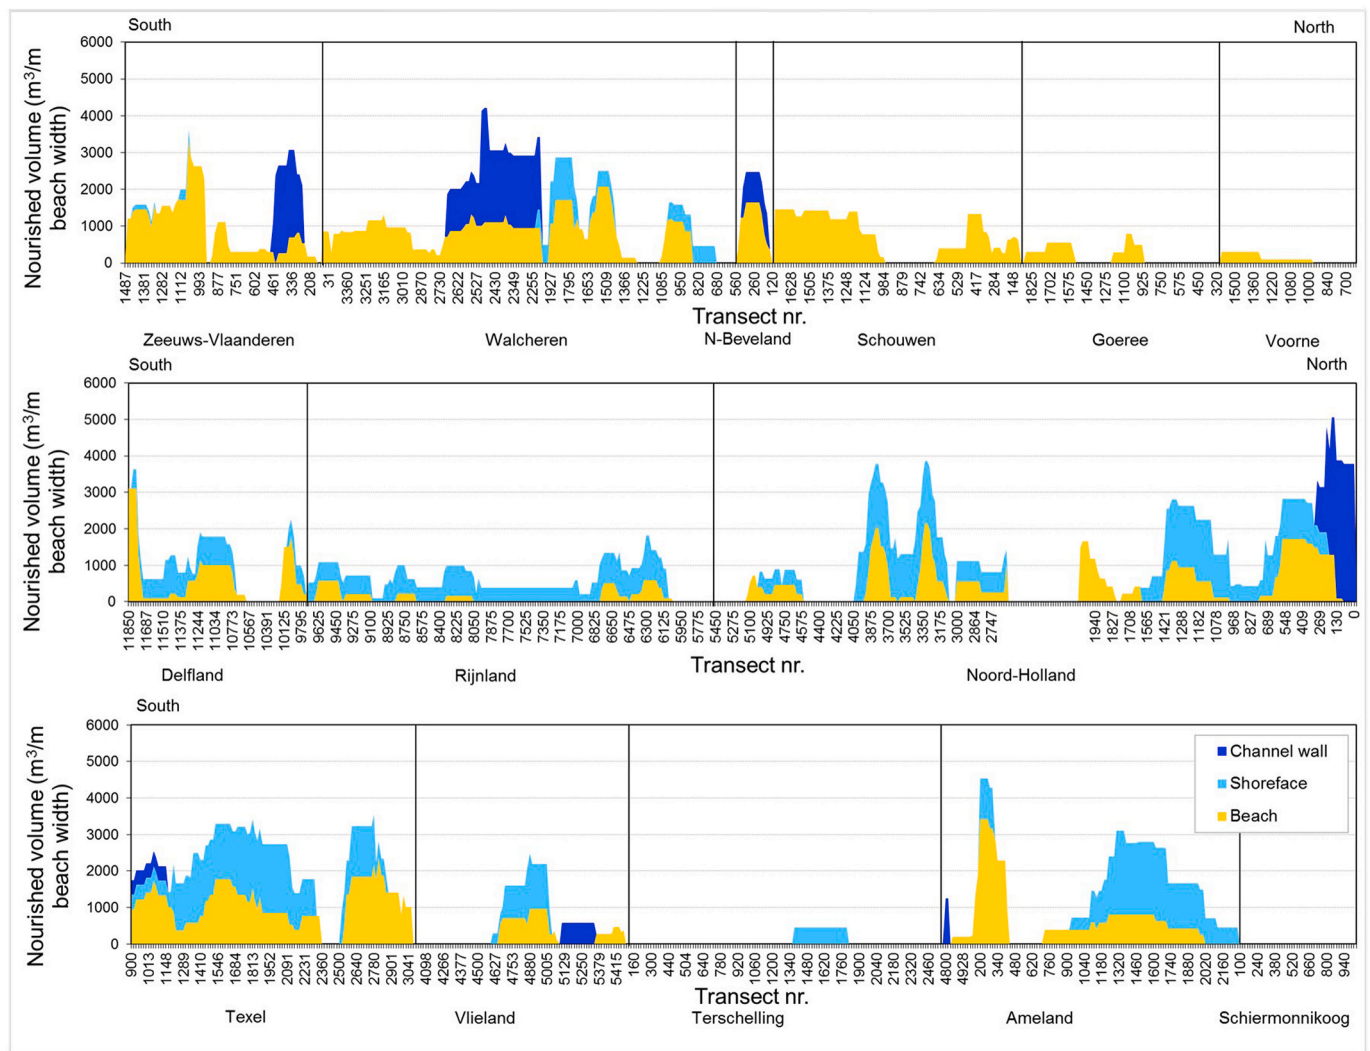 South
North
Nourished volume (m³/m
beach width)
6000
5000
4000
3000
2000
1000
0
1487 1381 1282 1112 993 877 751 602 461 336 208 31 3360 3251 3165 3010 2870 2710 2622 2527 2430 2349 2255 1927 1795 1509 1366 1225 1085 950 820 680 560 260 120 1628 1505 1375 1244 1124 984 879 742 634 529 417 284 148 1825 1702 1575 1450 1275 1100 925 750 575 450 320 1500 1360 1220 1080 1000 840 700
Transect nr.
Zeeuws-Vlaanderen Walcheren N-Beveland Schouwen Goeree Voorne
South
North
Nourished volume (m³/m
beach width)
6000
5000
4000
3000
2000
1000
0
11850 11687 11510 11375 11244 11034 10773 10567 10391 10125 9795 9625 9450 9275 9100 8925 8750 8575 8400 8225 8050 7875 7700 7525 7350 7175 7000 6825 6650 6475 6300 6125 5950 5775 5450 5275 5100 4925 4750 4575 4400 4225 4050 3875 3700 3525 3350 3175 3000 2864 2747 1940 1827 1708 1565 1421 1288 1182 1078 968 827 689 548 409 269 130 0
Transect nr.
Delfland Rijnland Noord-Holland
South
Nourished volume (m³/m
beach width)
6000
5000
4000
3000
2000
1000
0
Channel wall
Shoreface
Beach
900 1013 1148 1289 1410 1546 1684 1813 1952 2091 2231 2360 2500 2640 2780 2901 3041 4098 4266 4377 4500 4627 4753 4880 5005 5129 5250 5379 5415 160 300 440 504 640 780 920 1060 1200 1340 1480 1620 1760 1900 2040 2180 2320 2460 4800 4928 200 340 480 620 760 900 1040 1180 1320 1460 1600 1740 1880 2020 2160 100 240 380 520 660 800 940
Transect nr.
Texel Vlieland Terschelling Ameland Schiermonnikoog